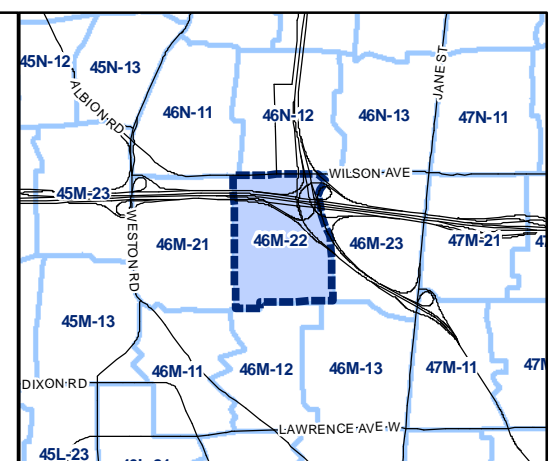 45N-12
45N-13
ALBION RD
46N-11
46N-12
46N-13
JANE ST
47N-11
WILSON AVE
45M-23
WESTON RD
46M-21
46M-22
46M-23
47M-21
45M-13
46M-11
46M-12
46M-13
47M-11
DIXON RD
LAWRENCE AVE W
45L-23